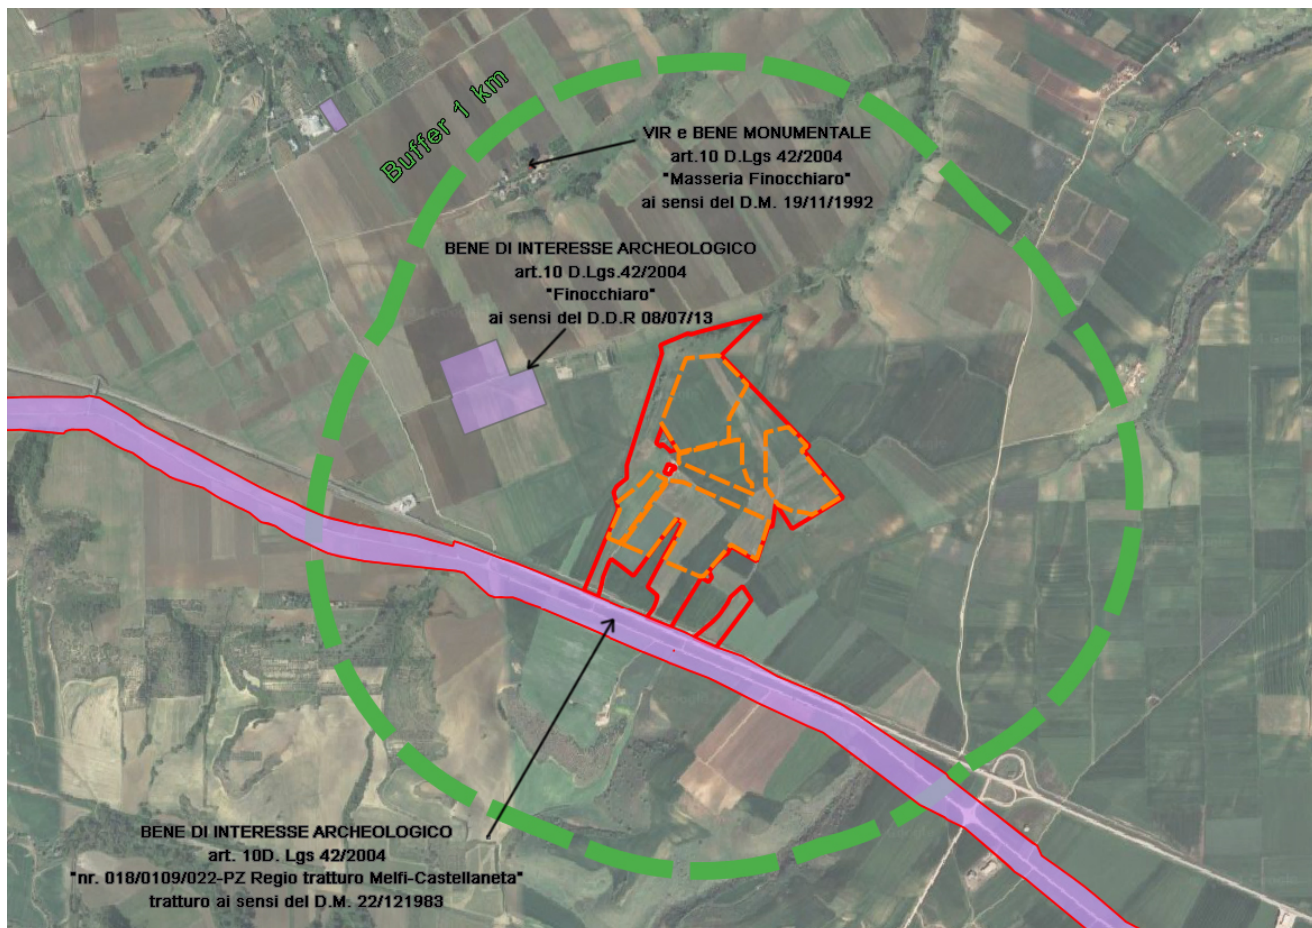 Buffer 1 km
VIR e BENE MONUMENTALE
art.10 D.Lgs 42/2004
"Masseria Finocchiaro"
ai sensi del D.M. 19/11/1992
BENE DI INTERESSE ARCHEOLOGICO
art.10 D.Lgs.42/2004
"Finocchiaro"
ai sensi del D.D.R 08/07/13
BENE DI INTERESSE ARCHEOLOGICO
art. 10D. Lgs 42/2004
"nr. 018/0109/022-PZ Regio tratturo Melfi-Castellaneta"
tratturo ai sensi del D.M. 22/121983